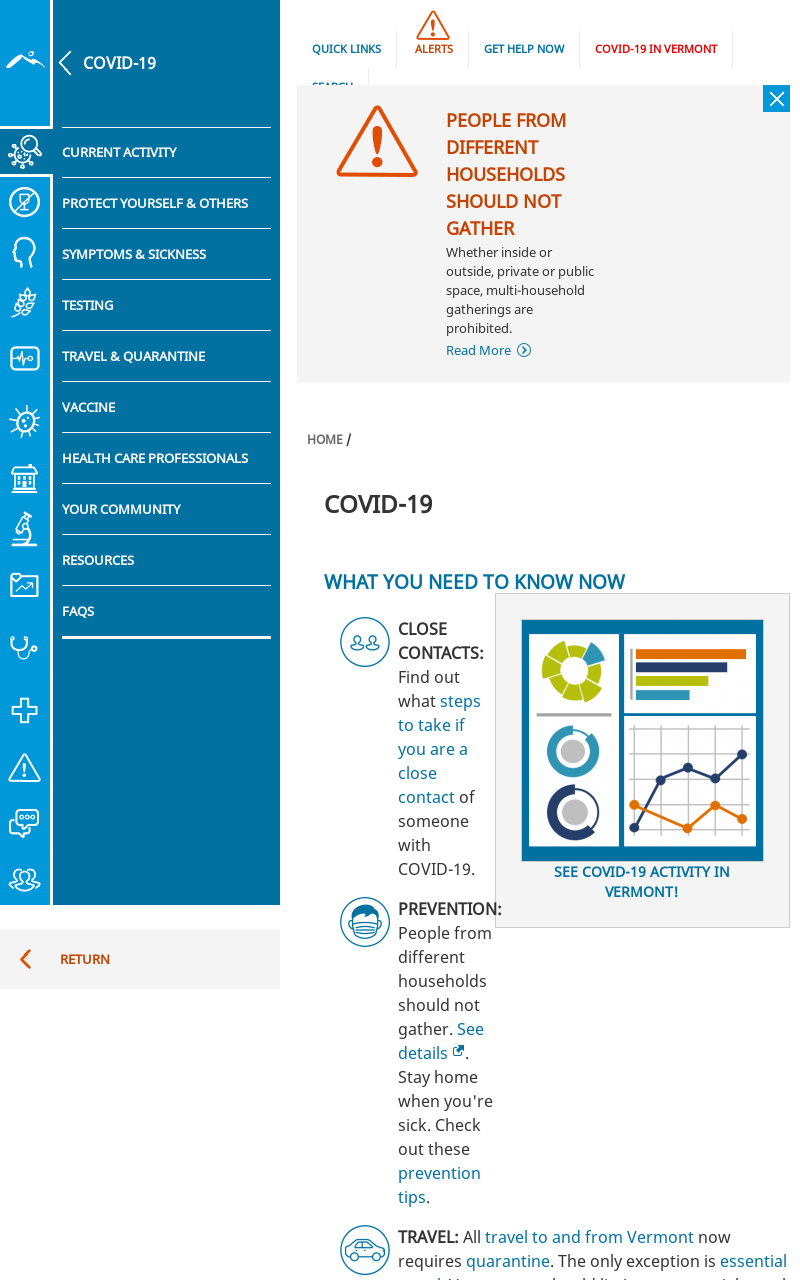 COVID-19
CURRENT ACTIVITY
PROTECT YOURSELF & OTHERS
SYMPTOMS & SICKNESS
TESTING
TRAVEL & QUARANTINE
VACCINE
HEALTH CARE PROFESSIONALS
YOUR COMMUNITY
RESOURCES
FAQS
RETURN
QUICK LINKS
ALERTS
GET HELP NOW
COVID-19 IN VERMONT
SEARCH
PEOPLE FROM
DIFFERENT
HOUSEHOLDS
SHOULD NOT
GATHER
Whether inside or
outside, private or public
space, multi-household
gatherings are
prohibited.
Read More
HOME /
COVID-19
WHAT YOU NEED TO KNOW NOW
CLOSE
CONTACTS:
Find out
what steps
to take if
you are a
close
contact of
someone
with
COVID-19.
SEE COVID-19 ACTIVITY IN
VERMONT!
PREVENTION:
People from
different
households
should not
gather. See
details .
Stay home
when you're
sick. Check
out these
prevention
tips.
TRAVEL: All travel to and from Vermont now
requires quarantine. The only exception is essential